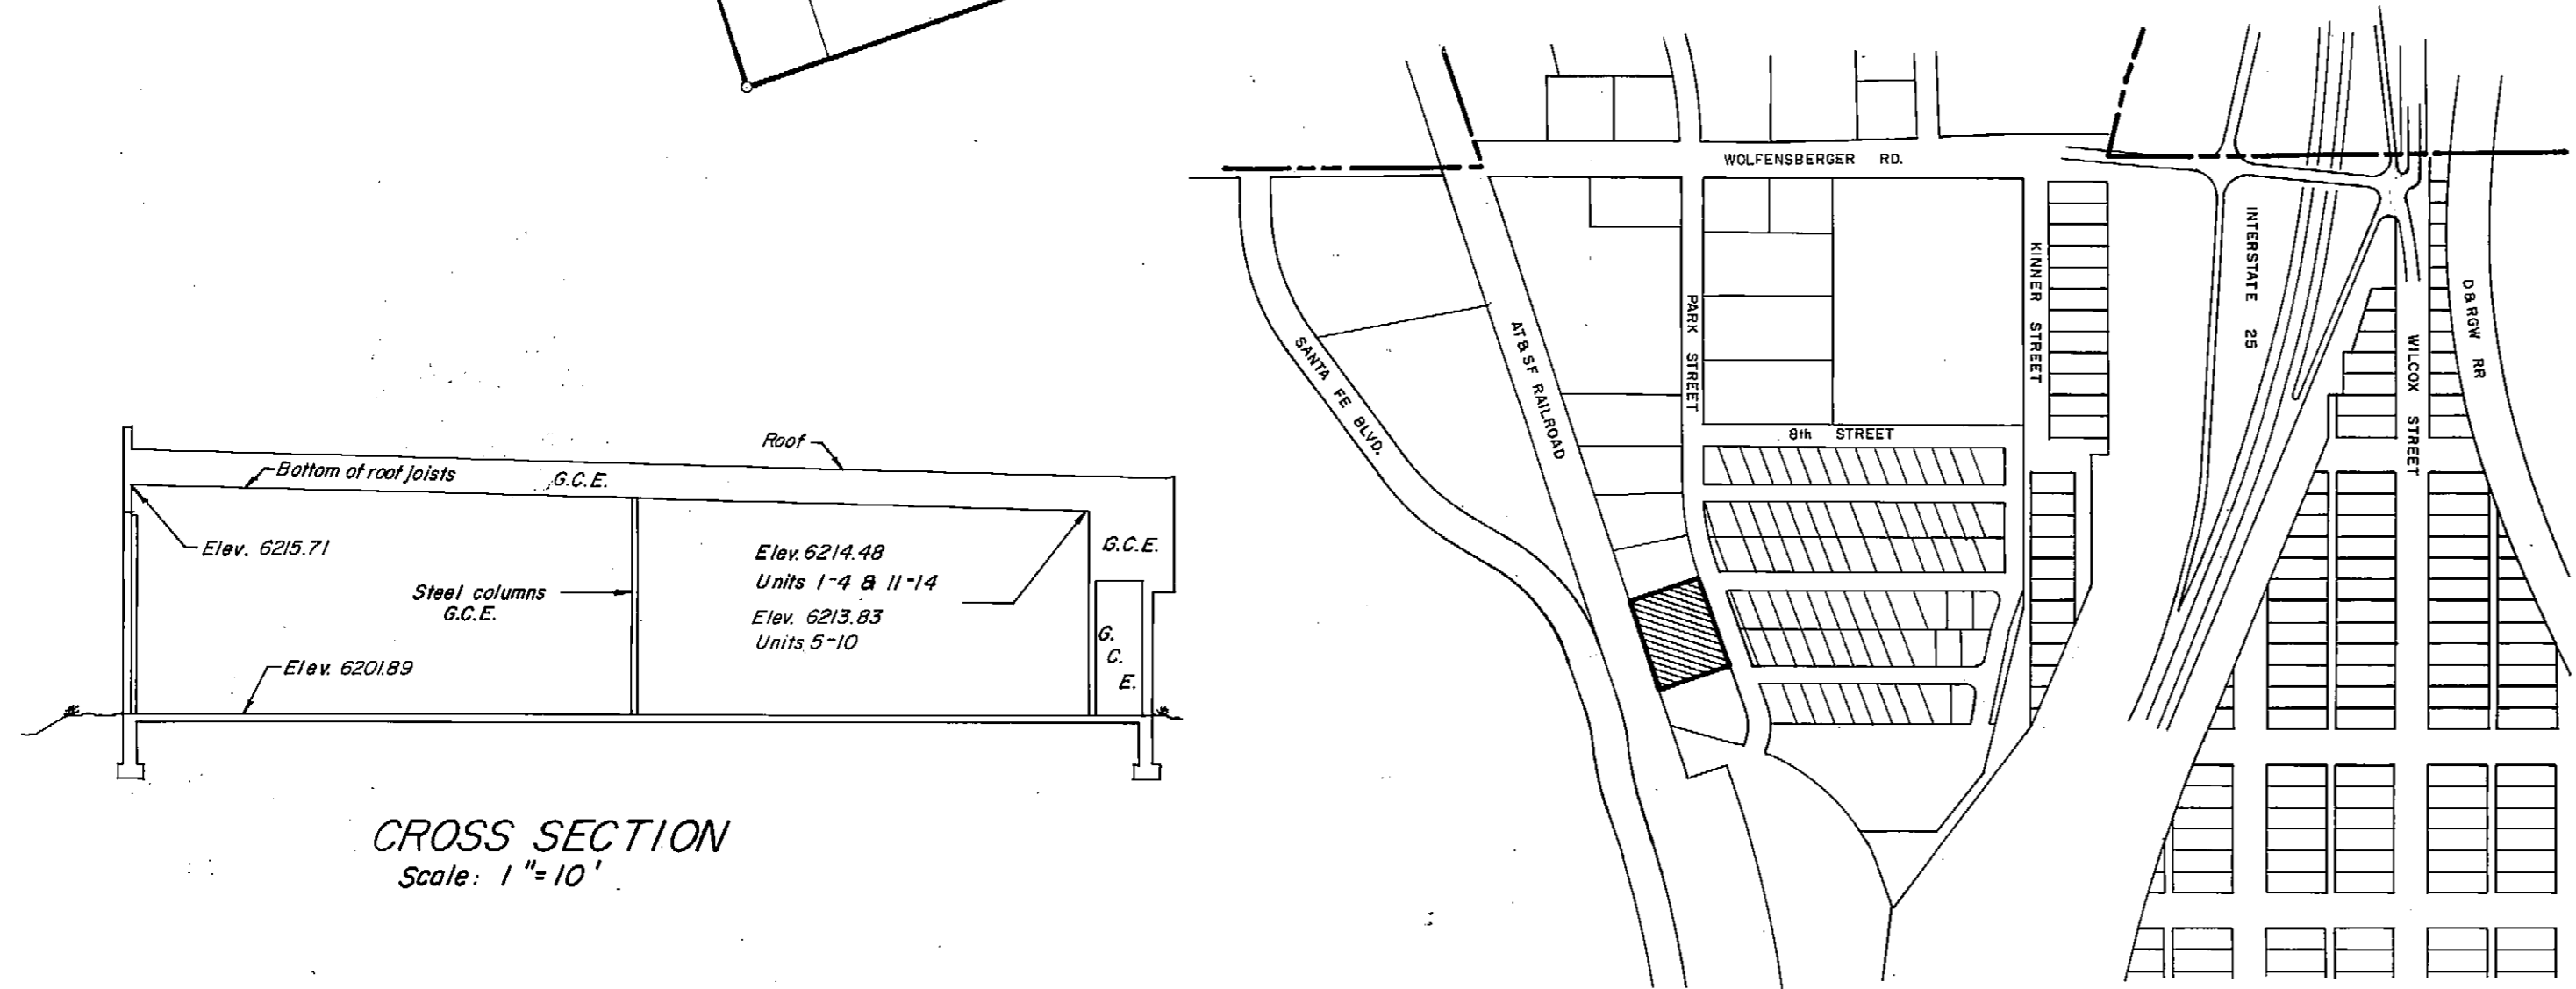 Roof
Bottom of roof joists
G.C.E.
Elev. 6215.71
Elev. 6214.48
Units 1-4 & 11-14
Elev. 6213.83
Units 5-10
Steel columns
G.C.E.
G.C.E.
G.
C.
E.
Elev. 6201.89
CROSS SECTION
Scale: 1"=10'
WOLFENSBERGER RD.
SANTA FE BLVD.
AT&SF RAILROAD
PARK STREET
8th STREET
KINNER STREET
INTERSTATE 25
WILCOX STREET
D&RGW RR